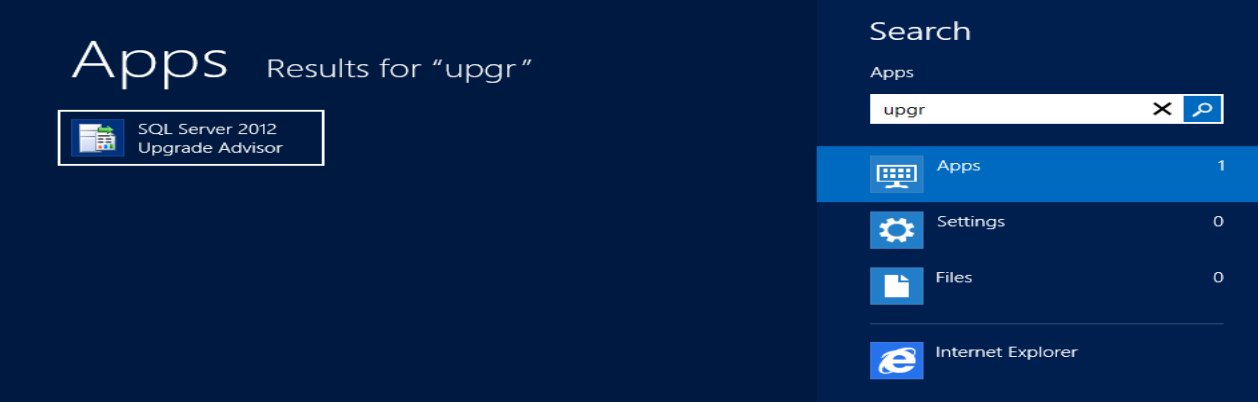 Apps Results for “upgr”
SQL Server 2012
Upgrade Advisor
Search
Apps
upgr
Apps 1
Settings 0
Files 0
Internet Explorer